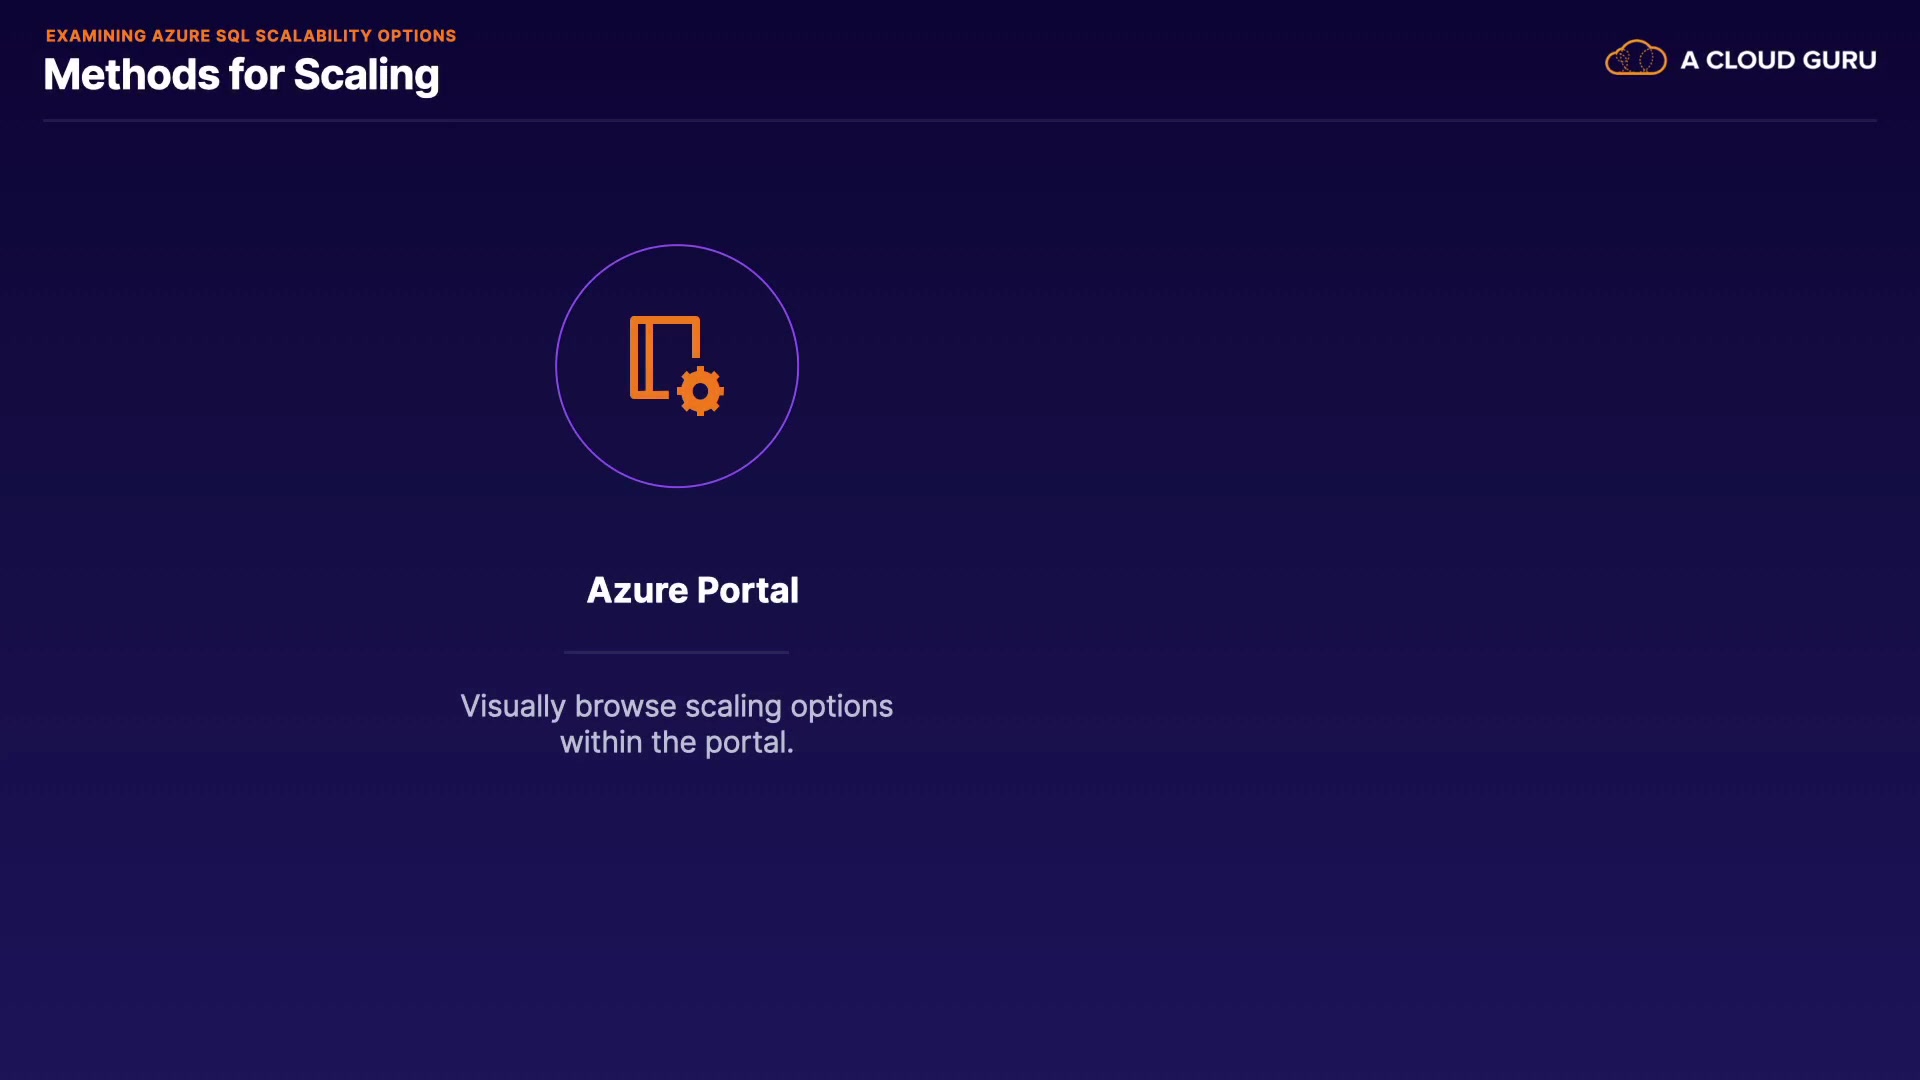 EXAMINING AZURE SQL SCALABILITY OPTIONS
Methods for Scaling
A CLOUD GURU
Azure Portal
Visually browse scaling options
within the portal.